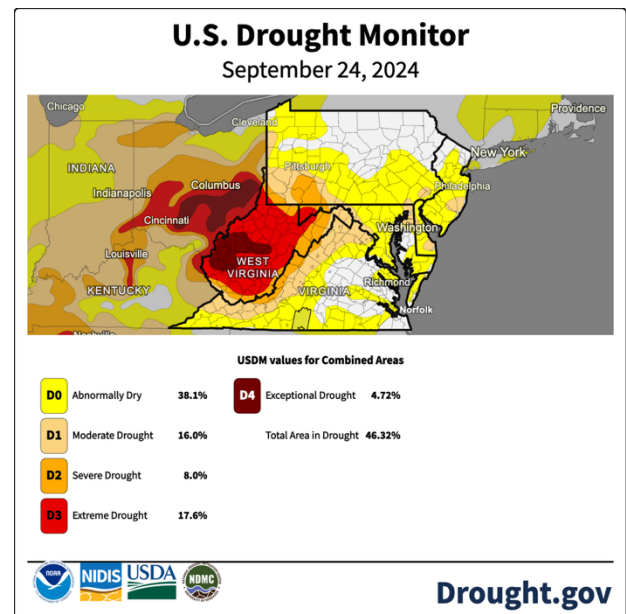 U.S. Drought Monitor
September 24, 2024
Chicago
Cleveland
Providence
New York
INDIANA
Pittsburgh
Columbus
Indianapolis
Philadelphia
Cincinnati
Washington
Louisville
WEST
VIRGINIA
KENTUCKY
VIRGINIA
Richmond
Norfolk
Nashville
USDM values for Combined Areas
D0 Abnormally Dry 38.1%
D4 Exceptional Drought 4.72%
D1 Moderate Drought 16.0%
Total Area in Drought 46.32%
D2 Severe Drought 8.0%
D3 Extreme Drought 17.6%
NOAA
NIDIS
USDA
NDMC
Drought.gov